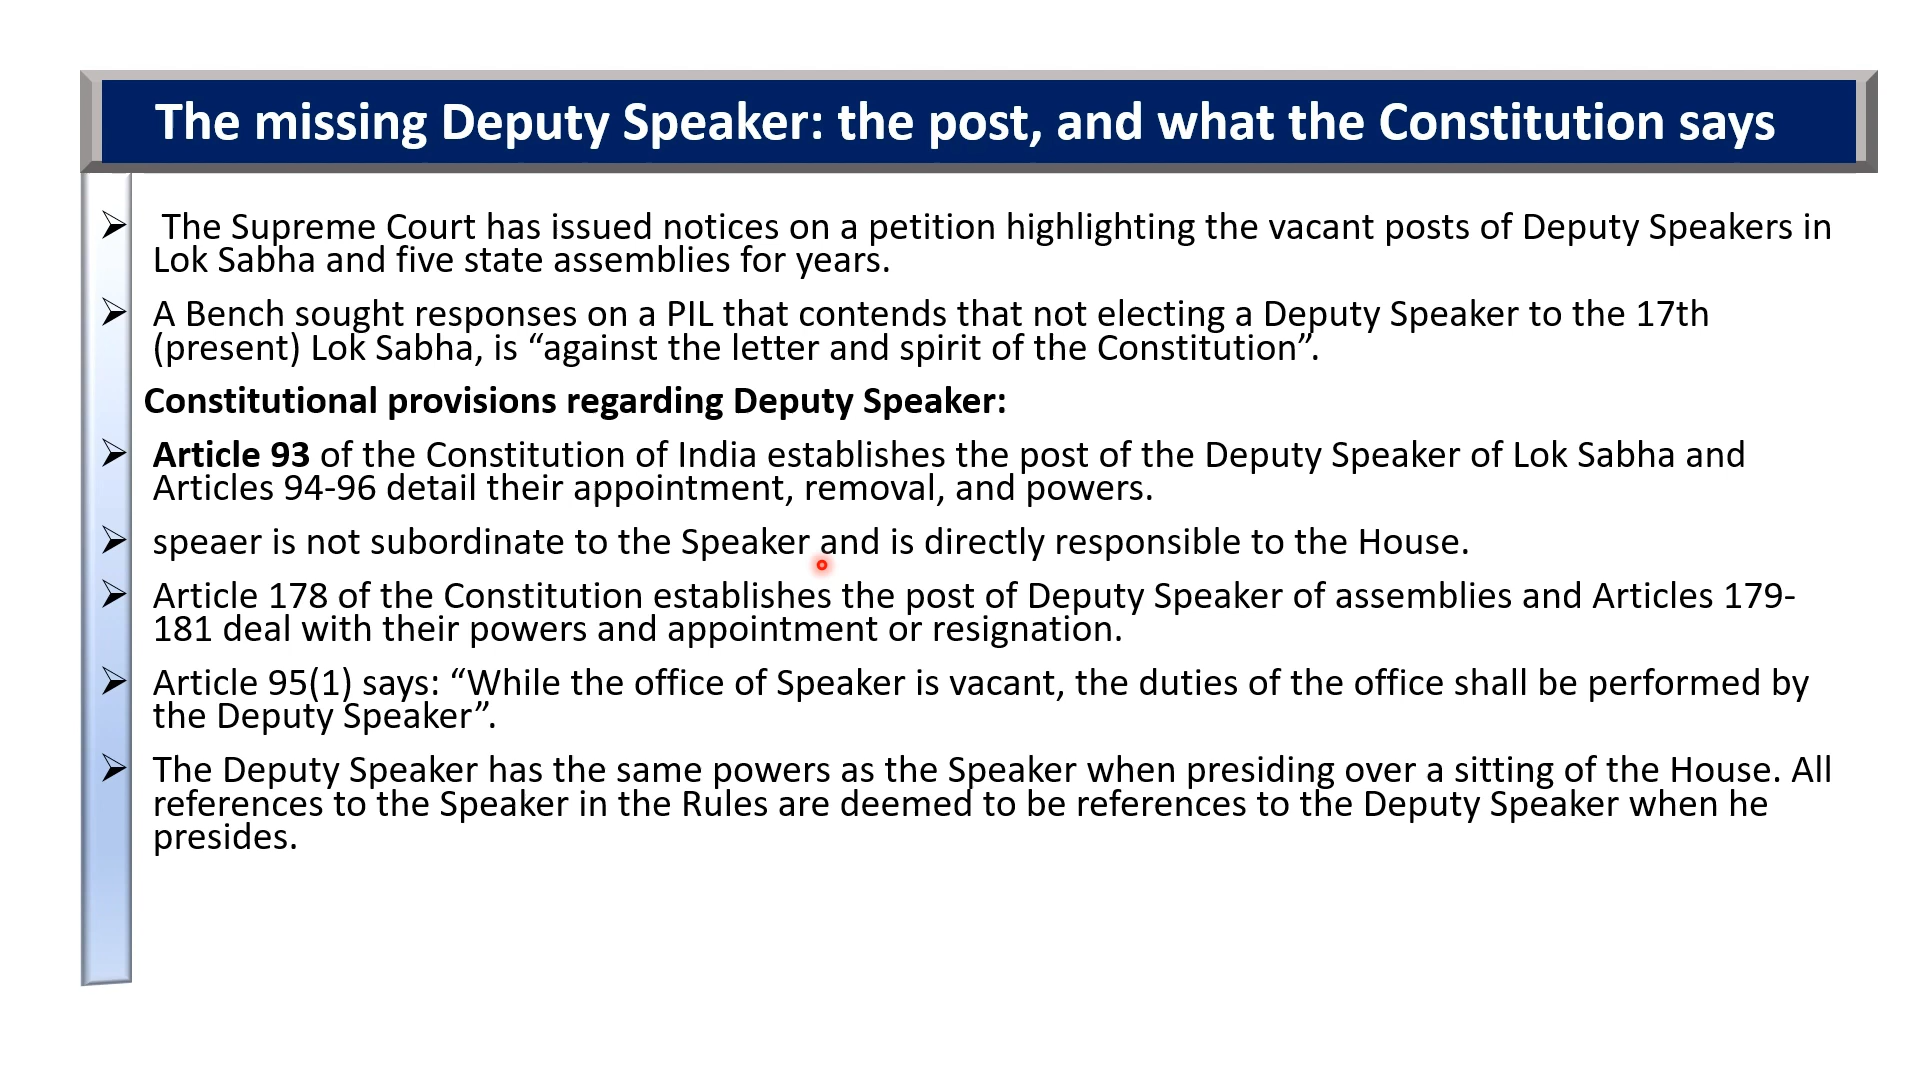 The missing Deputy Speaker: the post, and what the Constitution says
The Supreme Court has issued notices on a petition highlighting the vacant posts of Deputy Speakers in
Lok Sabha and five state assemblies for years.
A Bench sought responses on a PIL that contends that not electing a Deputy Speaker to the 17th
(present) Lok Sabha, is “against the letter and spirit of the Constitution”.
Constitutional provisions regarding Deputy Speaker:
Article 93 of the Constitution of India establishes the post of the Deputy Speaker of Lok Sabha and
Articles 94-96 detail their appointment, removal, and powers.
speaer is not subordinate to the Speaker and is directly responsible to the House.
Article 178 of the Constitution establishes the post of Deputy Speaker of assemblies and Articles 179-
181 deal with their powers and appointment or resignation.
Article 95(1) says: “While the office of Speaker is vacant, the duties of the office shall be performed by
the Deputy Speaker”.
The Deputy Speaker has the same powers as the Speaker when presiding over a sitting of the House. All
references to the Speaker in the Rules are deemed to be references to the Deputy Speaker when he
presides.